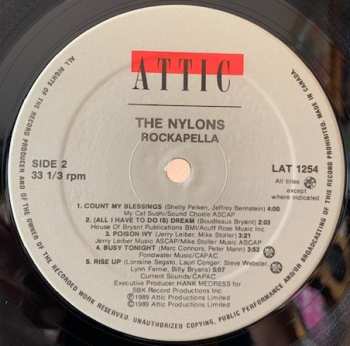 ATTIC
THE NYLONS
ROCKAPELLA
SIDE 2
33 1/3 rpm
LAT 1254
All titles
except
where indicated
1. COUNT MY BLESSINGS (Shelly Peiken, Jeffrey Bernstein) 4:00
My Cat Sushi/Sound Choice ASCAP
2. (ALL I HAVE TO DO IS) DREAM (Boudleaux Bryant) 3:03
House of Bryant Publications BMI/Acuff Rose Music Inc
3. POISON IVY (Jerry Leiber, Mike Stoller) 3:21
Jerry Leiber Music ASCAP/Mike Stoller Music ASCAP
4. BUSY TONIGHT (Marc Connors, Peter Mann) 3:52
Pondwater Music/CAPAC
5. RISE UP (Lorraine Segato, Lauri Conger, Steve Webster,
Lynn Fernie, Billy Bryans) 5:07
Current Sounds/CAPAC
Executive Producer HANK MEDRESS for
SBK Record Productions Inc
℗ 1989 Attic Productions Limited
© 1989 Attic Productions Limited
ALL RIGHTS OF THE RECORD PRODUCER AND OF THE OWNER OF THE RECORDED WORK RESERVED. UNAUTHORIZED COPYING, PUBLIC PERFORMANCE AND/OR BROADCASTING OF THIS RECORD PROHIBITED. MADE IN CANADA.